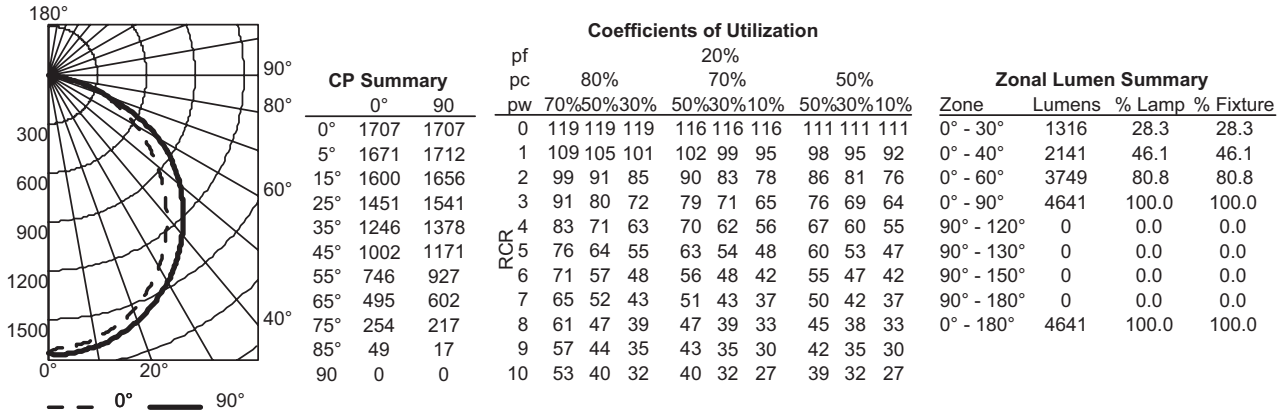 180°
90°
80°
300
600
60°
900
1200
40°
1500
0° 20°
0° 90°
CP Summary
0° 90
0° 1707 1707
5° 1671 1712
15° 1600 1656
25° 1451 1541
35° 1246 1378
45° 1002 1171
55° 746 927
65° 495 602
75° 254 217
85° 49 17
90 0 0
Coefficients of Utilization
pf 20%
pc 80% 70% 50%
pw 70%50%30% 50%30%10% 50%30%10%
RCR
0 119 119 119 116 116 116 111 111 111
1 109 105 101 102 99 95 98 95 92
2 99 91 85 90 83 78 86 81 76
3 91 80 72 79 71 65 76 69 64
4 83 71 63 70 62 56 67 60 55
5 76 64 55 63 54 48 60 53 47
6 71 57 48 56 48 42 55 47 42
7 65 52 43 51 43 37 50 42 37
8 61 47 39 47 39 33 45 38 33
9 57 44 35 43 35 30 42 35 30
10 53 40 32 40 32 27 39 32 27
Zonal Lumen Summary
Zone Lumens % Lamp % Fixture
0° - 30° 1316 28.3 28.3
0° - 40° 2141 46.1 46.1
0° - 60° 3749 80.8 80.8
0° - 90° 4641 100.0 100.0
90° - 120° 0 0.0 0.0
90° - 130° 0 0.0 0.0
90° - 150° 0 0.0 0.0
90° - 180° 0 0.0 0.0
0° - 180° 4641 100.0 100.0